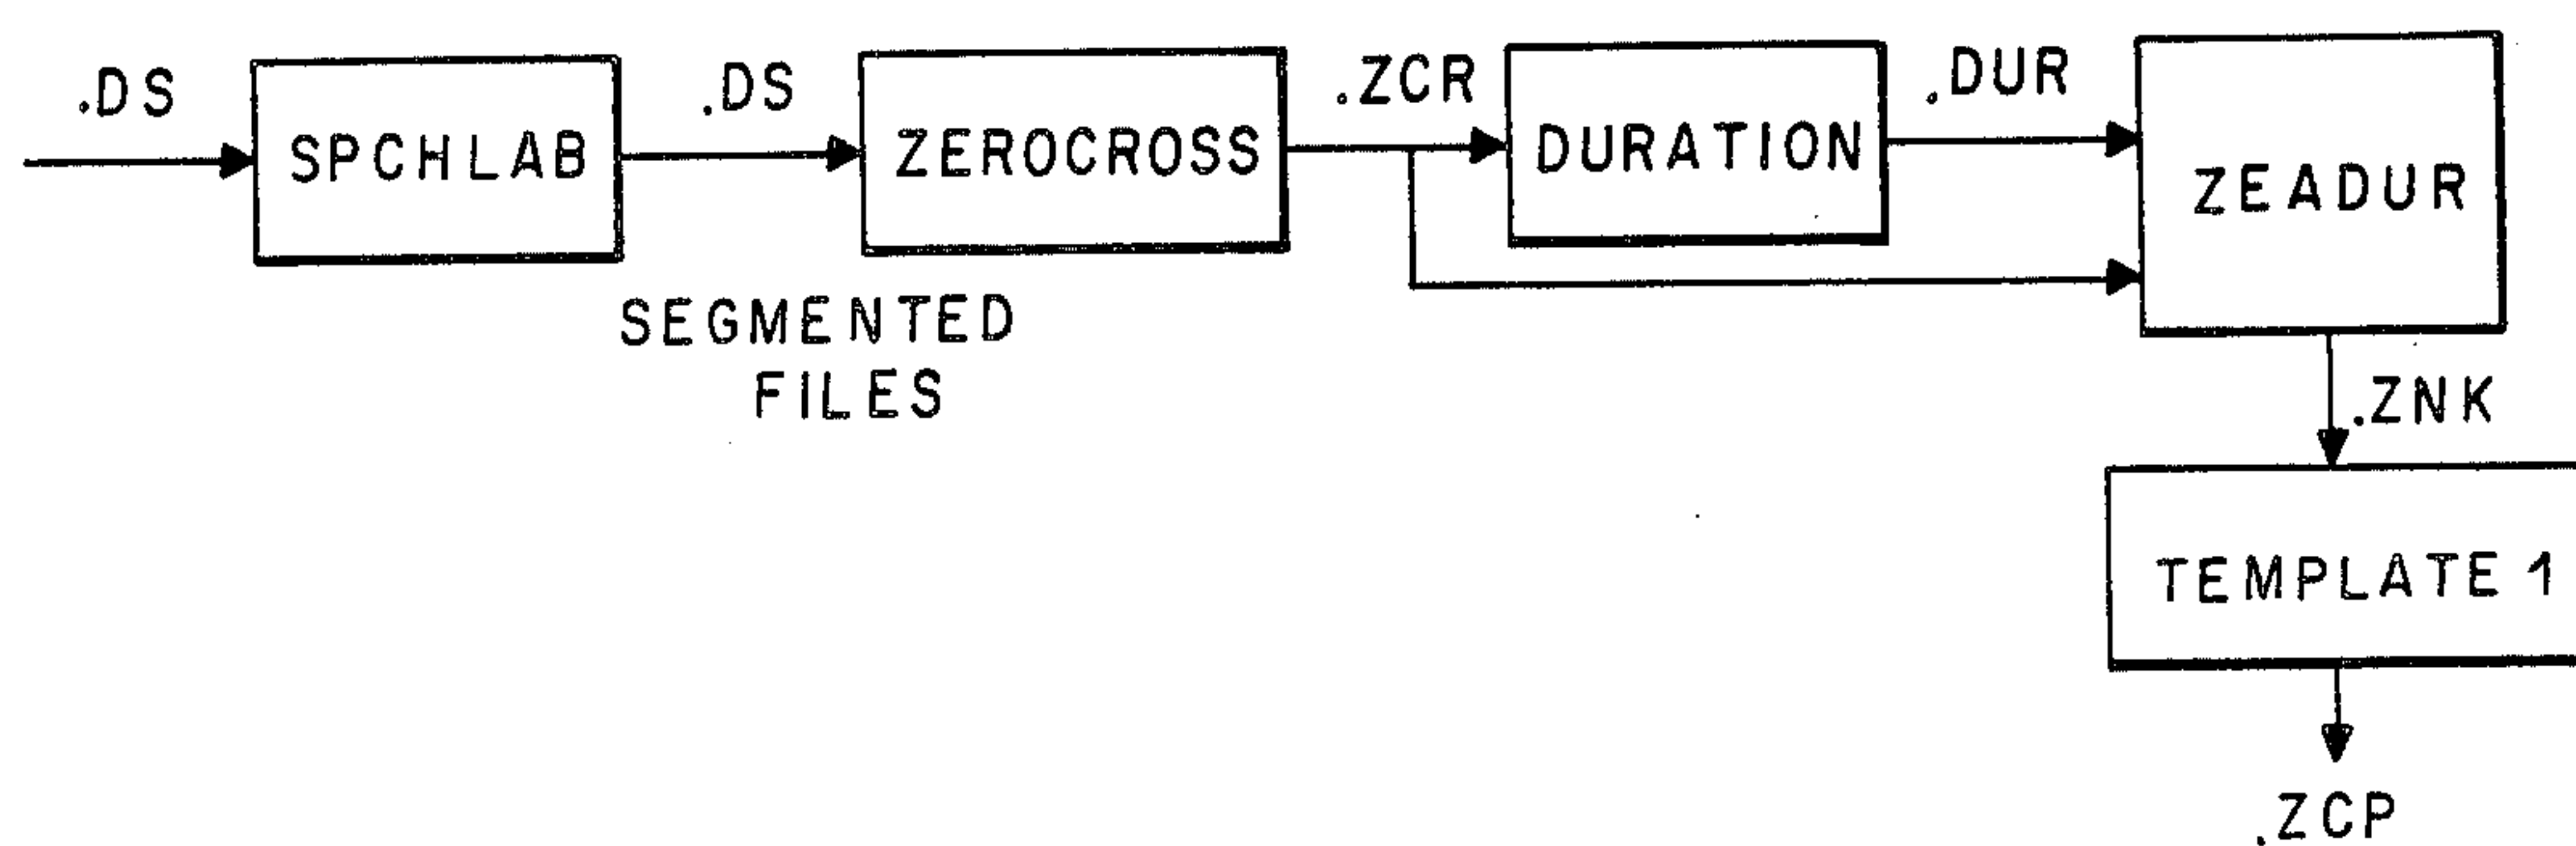 .DS
SPCHLAB
.DS
ZEROCROSS
.ZCR
DURATION
.DUR
ZEADUR
SEGMENTED
FILES
.ZNK
TEMPLATE 1
.ZCP